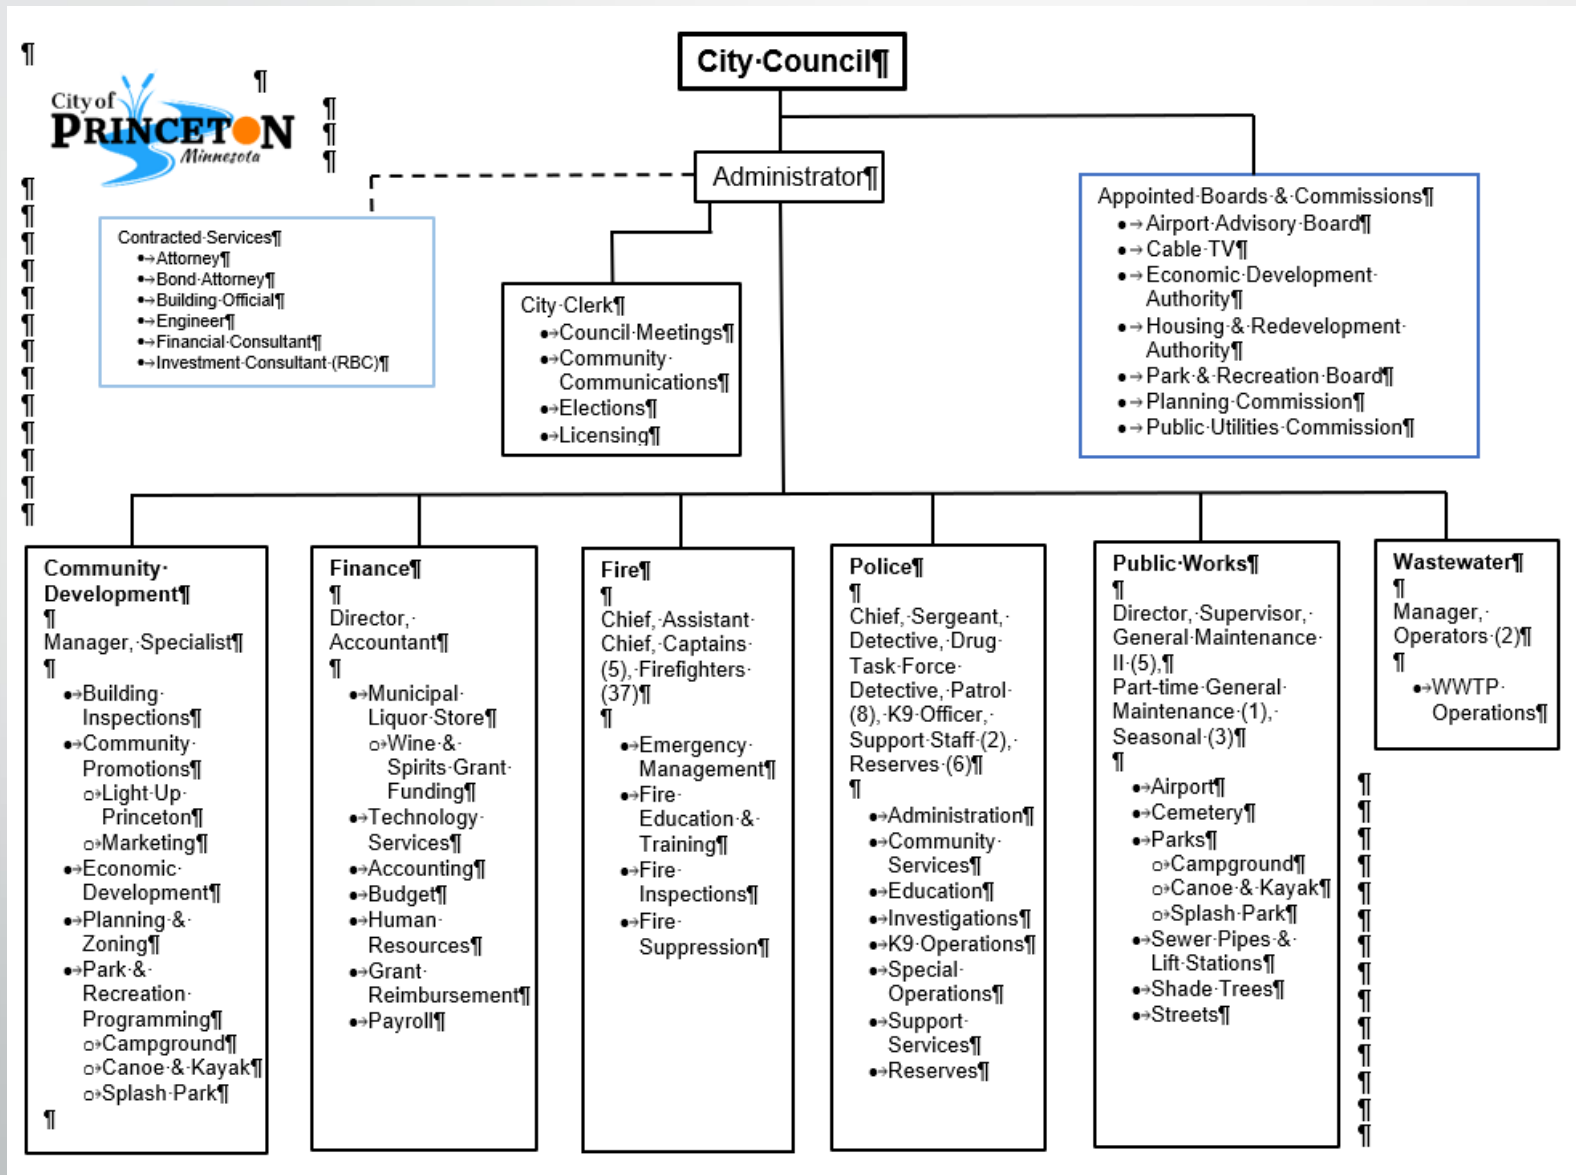 City of
PRINCETON
Minnesota
City·Council¶
Administrator¶
Contracted·Services¶
•→Attorney¶
•→Bond·Attorney¶
•→Building·Official¶
•→Engineer¶
•→Financial·Consultant¶
•→Investment·Consultant·(RBC)¶
City·Clerk¶
•→Council·Meetings¶
•→Community·
Communications¶
•→Elections¶
•→Licensing¶
Appointed·Boards·&·Commissions¶
•→Airport·Advisory·Board¶
•→Cable·TV¶
•→Economic·Development·
Authority¶
•→Housing·&·Redevelopment·
Authority¶
•→Park·&·Recreation·Board¶
•→Planning·Commission¶
•→Public·Utilities·Commission¶
Community·
Development¶
¶
Manager,·Specialist¶
¶
•→Building·
Inspections¶
•→Community·
Promotions¶
o→Light·Up·
Princeton¶
o→Marketing¶
•→Economic·
Development¶
•→Planning·&·
Zoning¶
•→Park·&·
Recreation·
Programming¶
o→Campground¶
o→Canoe·&·Kayak¶
o→Splash·Park¶
¶
Finance¶
¶
Director,·
Accountant¶
¶
•→Municipal·
Liquor·Store¶
o→Wine·&·
Spirits·Grant·
Funding¶
•→Technology·
Services¶
•→Accounting¶
•→Budget¶
•→Human·
Resources¶
•→Grant·
Reimbursement¶
•→Payroll¶
Fire¶
¶
Chief,·Assistant·
Chief,·Captains·
(5),·Firefighters·
(37)¶
¶
•→Emergency·
Management¶
•→Fire·
Education·&·
Training¶
•→Fire·
Inspections¶
•→Fire·
Suppression¶
Police¶
¶
Chief,·Sergeant,·
Detective,·Drug·
Task·Force·
Detective,·Patrol·
(8),·K9·Officer,·
Support·Staff·(2),·
Reserves·(6)¶
¶
•→Administration¶
•→Community·
Services¶
•→Education¶
•→Investigations¶
•→K9·Operations¶
•→Special·
Operations¶
•→Support·
Services¶
•→Reserves¶
Public·Works¶
¶
Director,·Supervisor,·
General·Maintenance·
II·(5),¶
Part-time·General·
Maintenance·(1),·
Seasonal·(3)¶
¶
•→Airport¶
•→Cemetery¶
•→Parks¶
o→Campground¶
o→Canoe·&·Kayak¶
o→Splash·Park¶
•→Sewer·Pipes·&·
Lift·Stations¶
•→Shade·Trees¶
•→Streets¶
Wastewater¶
¶
Manager,·
Operators·(2)¶
¶
•→WWTP·
Operations¶